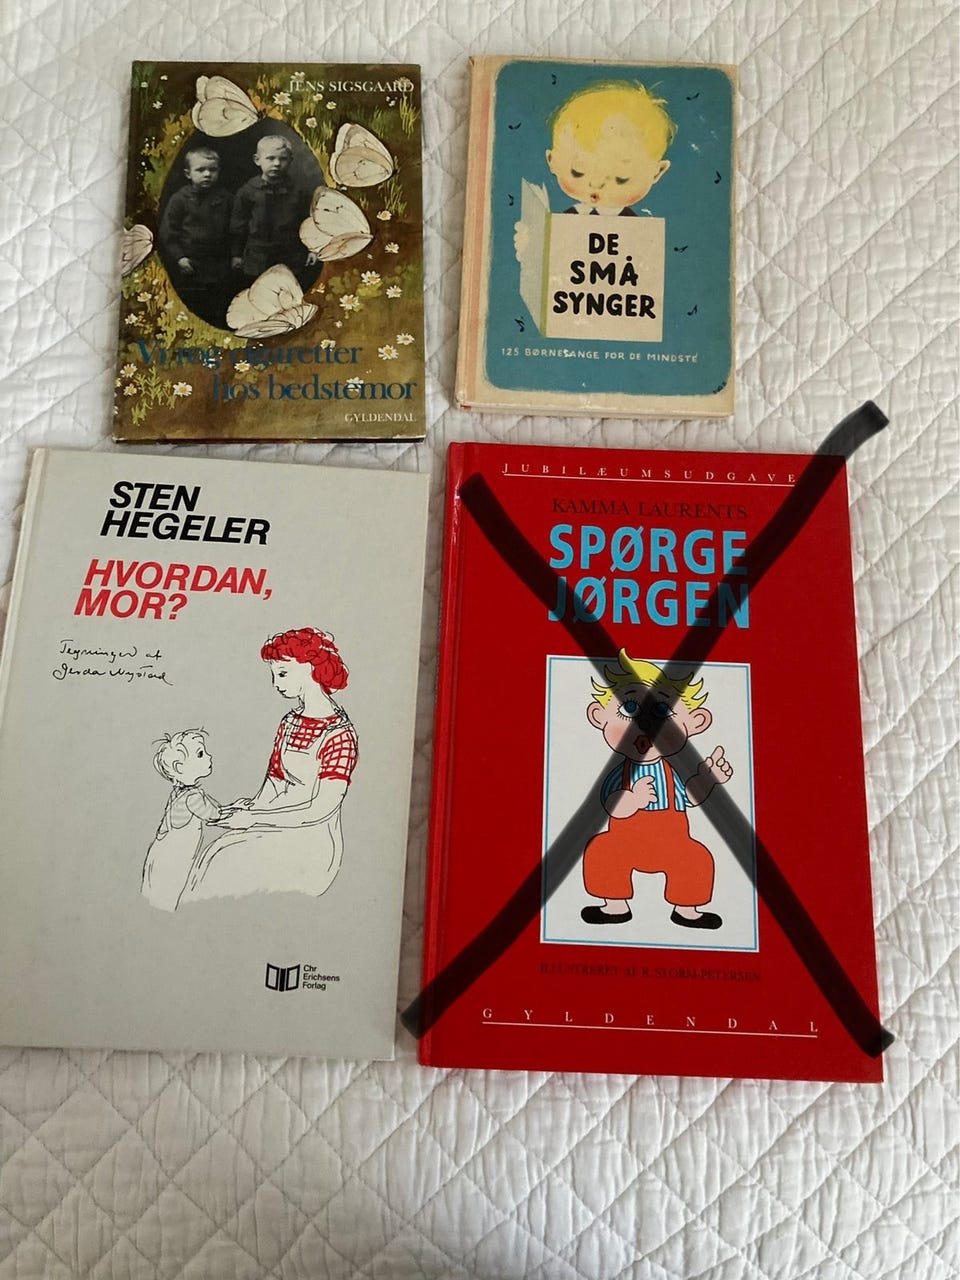 JENS SIGSGAARD
Vi røg cigaretter
hos bedstemor
GYLDENDAL
DE
SMÅ
SYNGER
125 BØRNESANGE FOR DE MINDSTE
STEN
HEGELER
HVORDAN,
MOR?
Tegninger af
Gerda Nystad
Chr
Erichsens
Forlag
JUBILÆUMSUDGAVE
KAMMA LAURENTS
SPØRGE
JØRGEN
ILLUSTRERET AF R. STORM-PETERSEN
GYLDENDAL